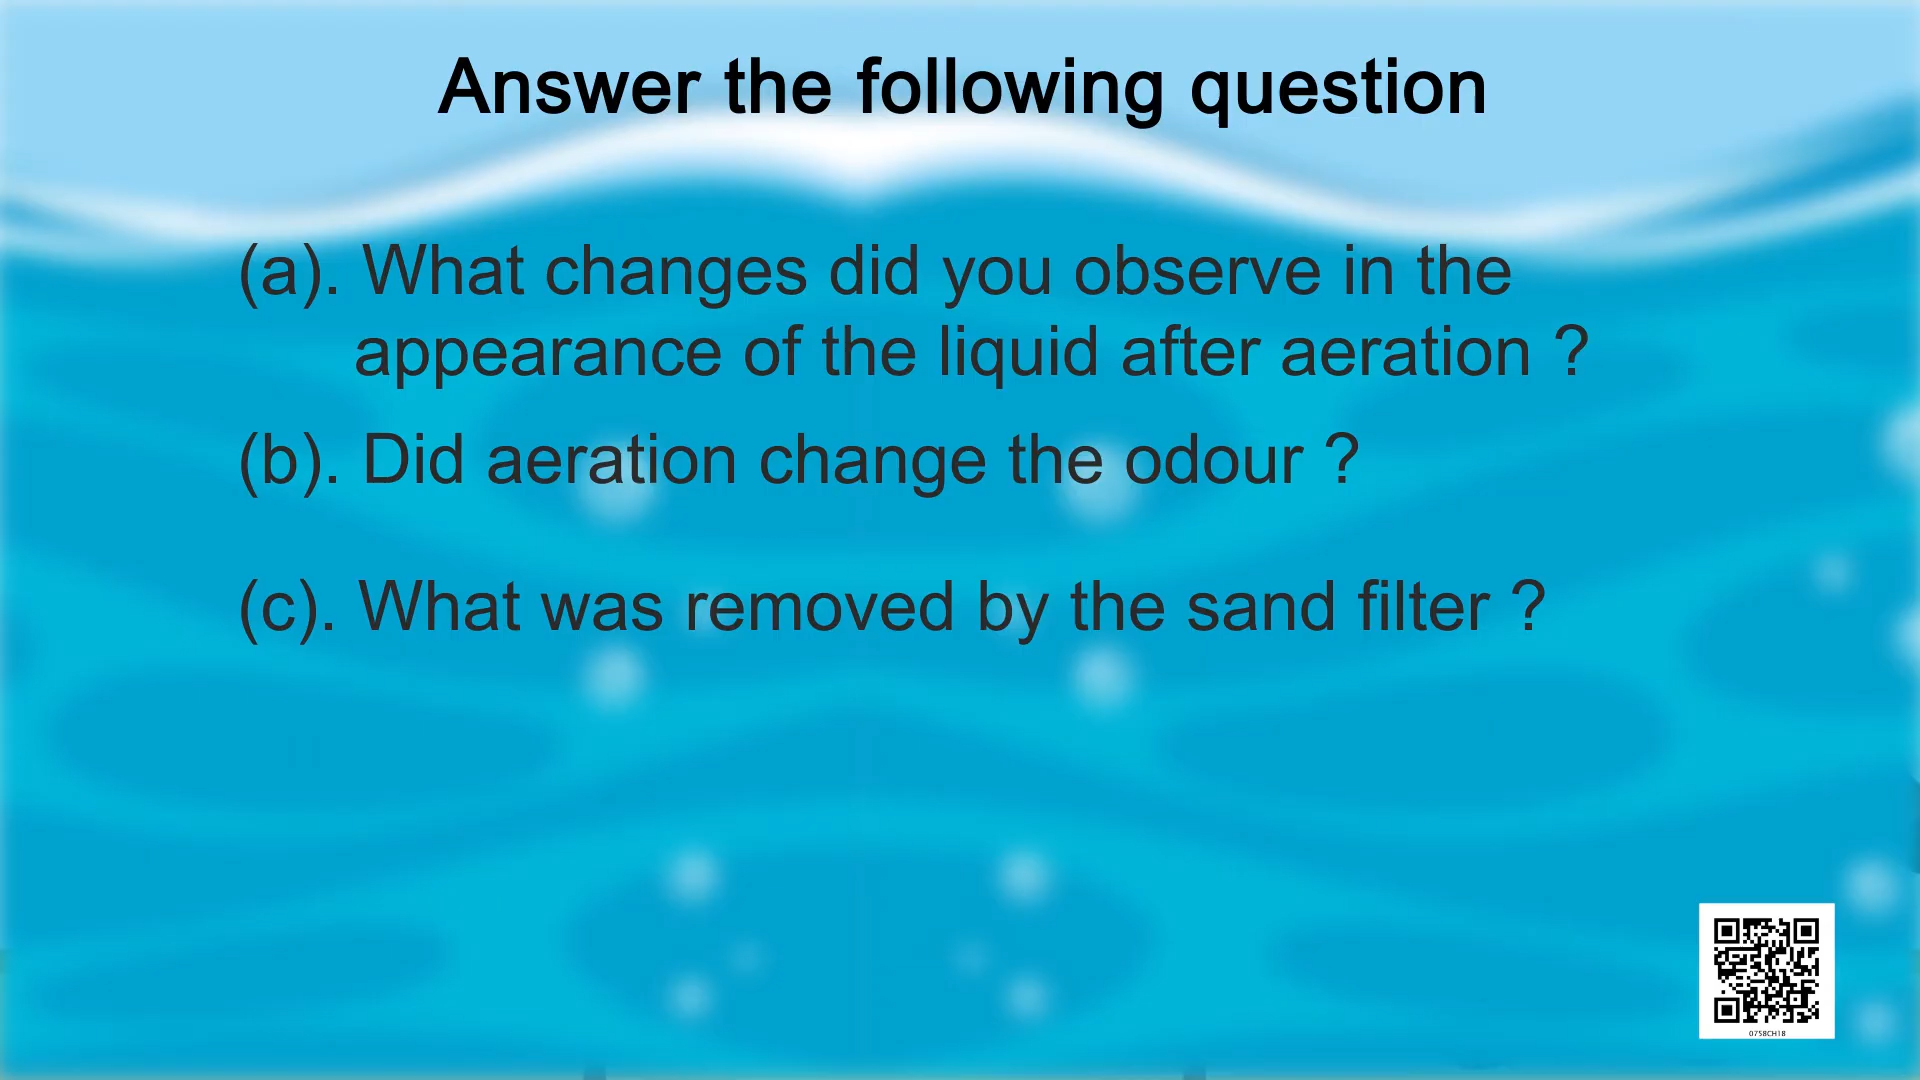 Answer the following question
(a). What changes did you observe in the
appearance of the liquid after aeration ?
(b). Did aeration change the odour ?
(c). What was removed by the sand filter ?
0758CH18